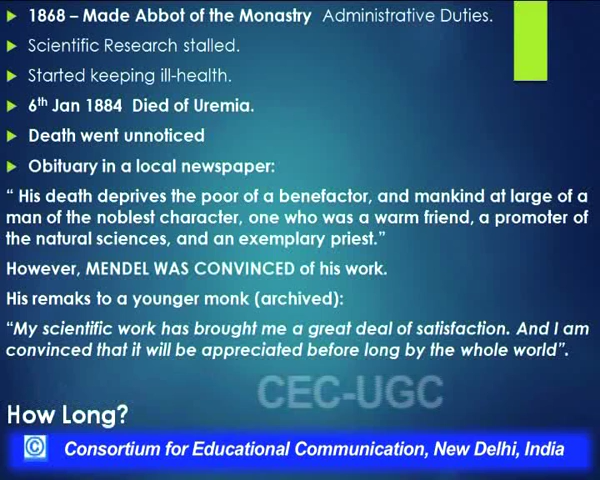 1868 – Made Abbot of the Monastry Administrative Duties.
Scientific Research stalled.
Started keeping ill-health.
6th Jan 1884 Died of Uremia.
Death went unnoticed
Obituary in a local newspaper:
“ His death deprives the poor of a benefactor, and mankind at large of a
man of the noblest character, one who was a warm friend, a promoter of
the natural sciences, and an exemplary priest.”
However, MENDEL WAS CONVINCED of his work.
His remaks to a younger monk (archived):
“My scientific work has brought me a great deal of satisfaction. And I am
convinced that it will be appreciated before long by the whole world”.
CEC-UGC
How Long?
© Consortium for Educational Communication, New Delhi, India